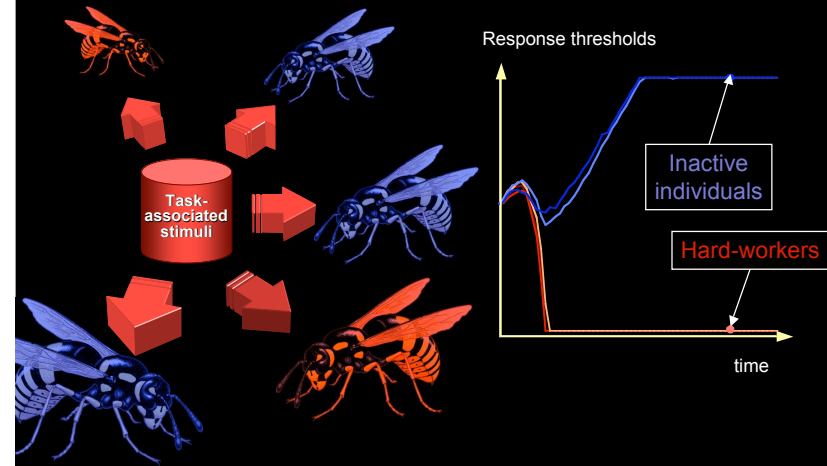 Response thresholds
Task-
associated
stimuli
Inactive
individuals
Hard-workers
time